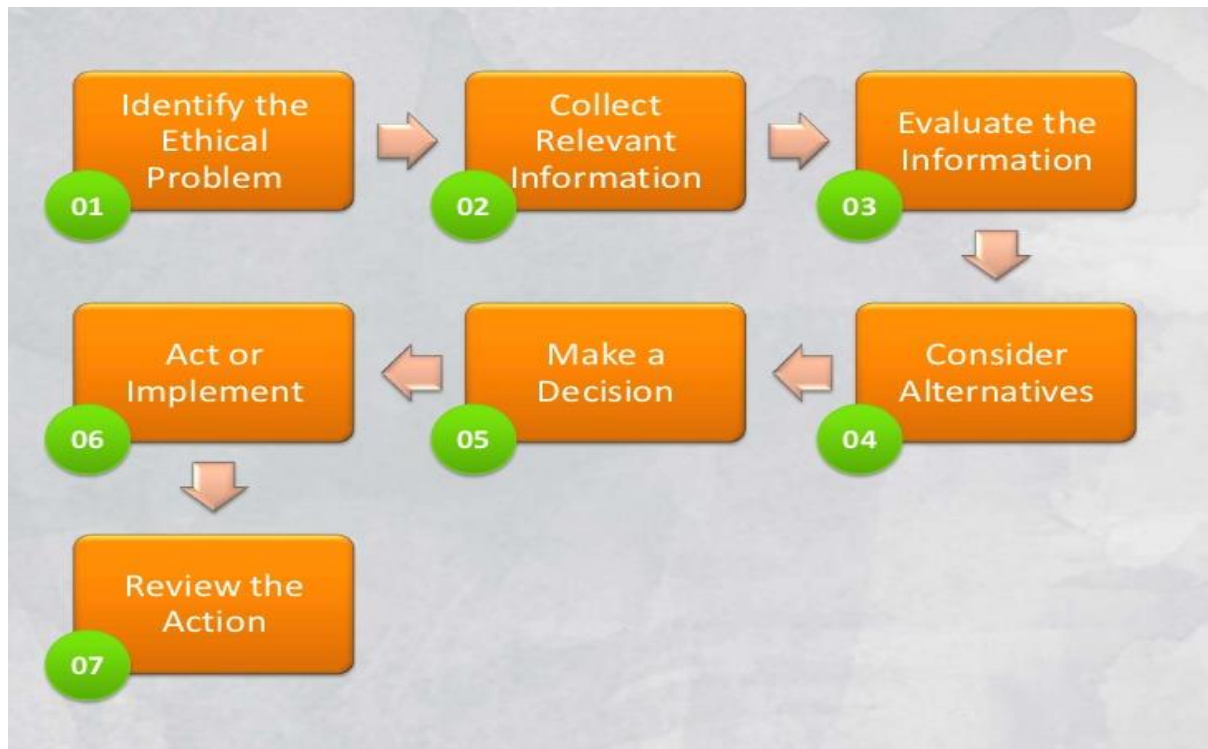 Identify the
Ethical
Problem
01
Collect
Relevant
Information
02
Evaluate the
Information
03
Consider
Alternatives
04
Make a
Decision
05
Act or
Implement
06
Review the
Action
07